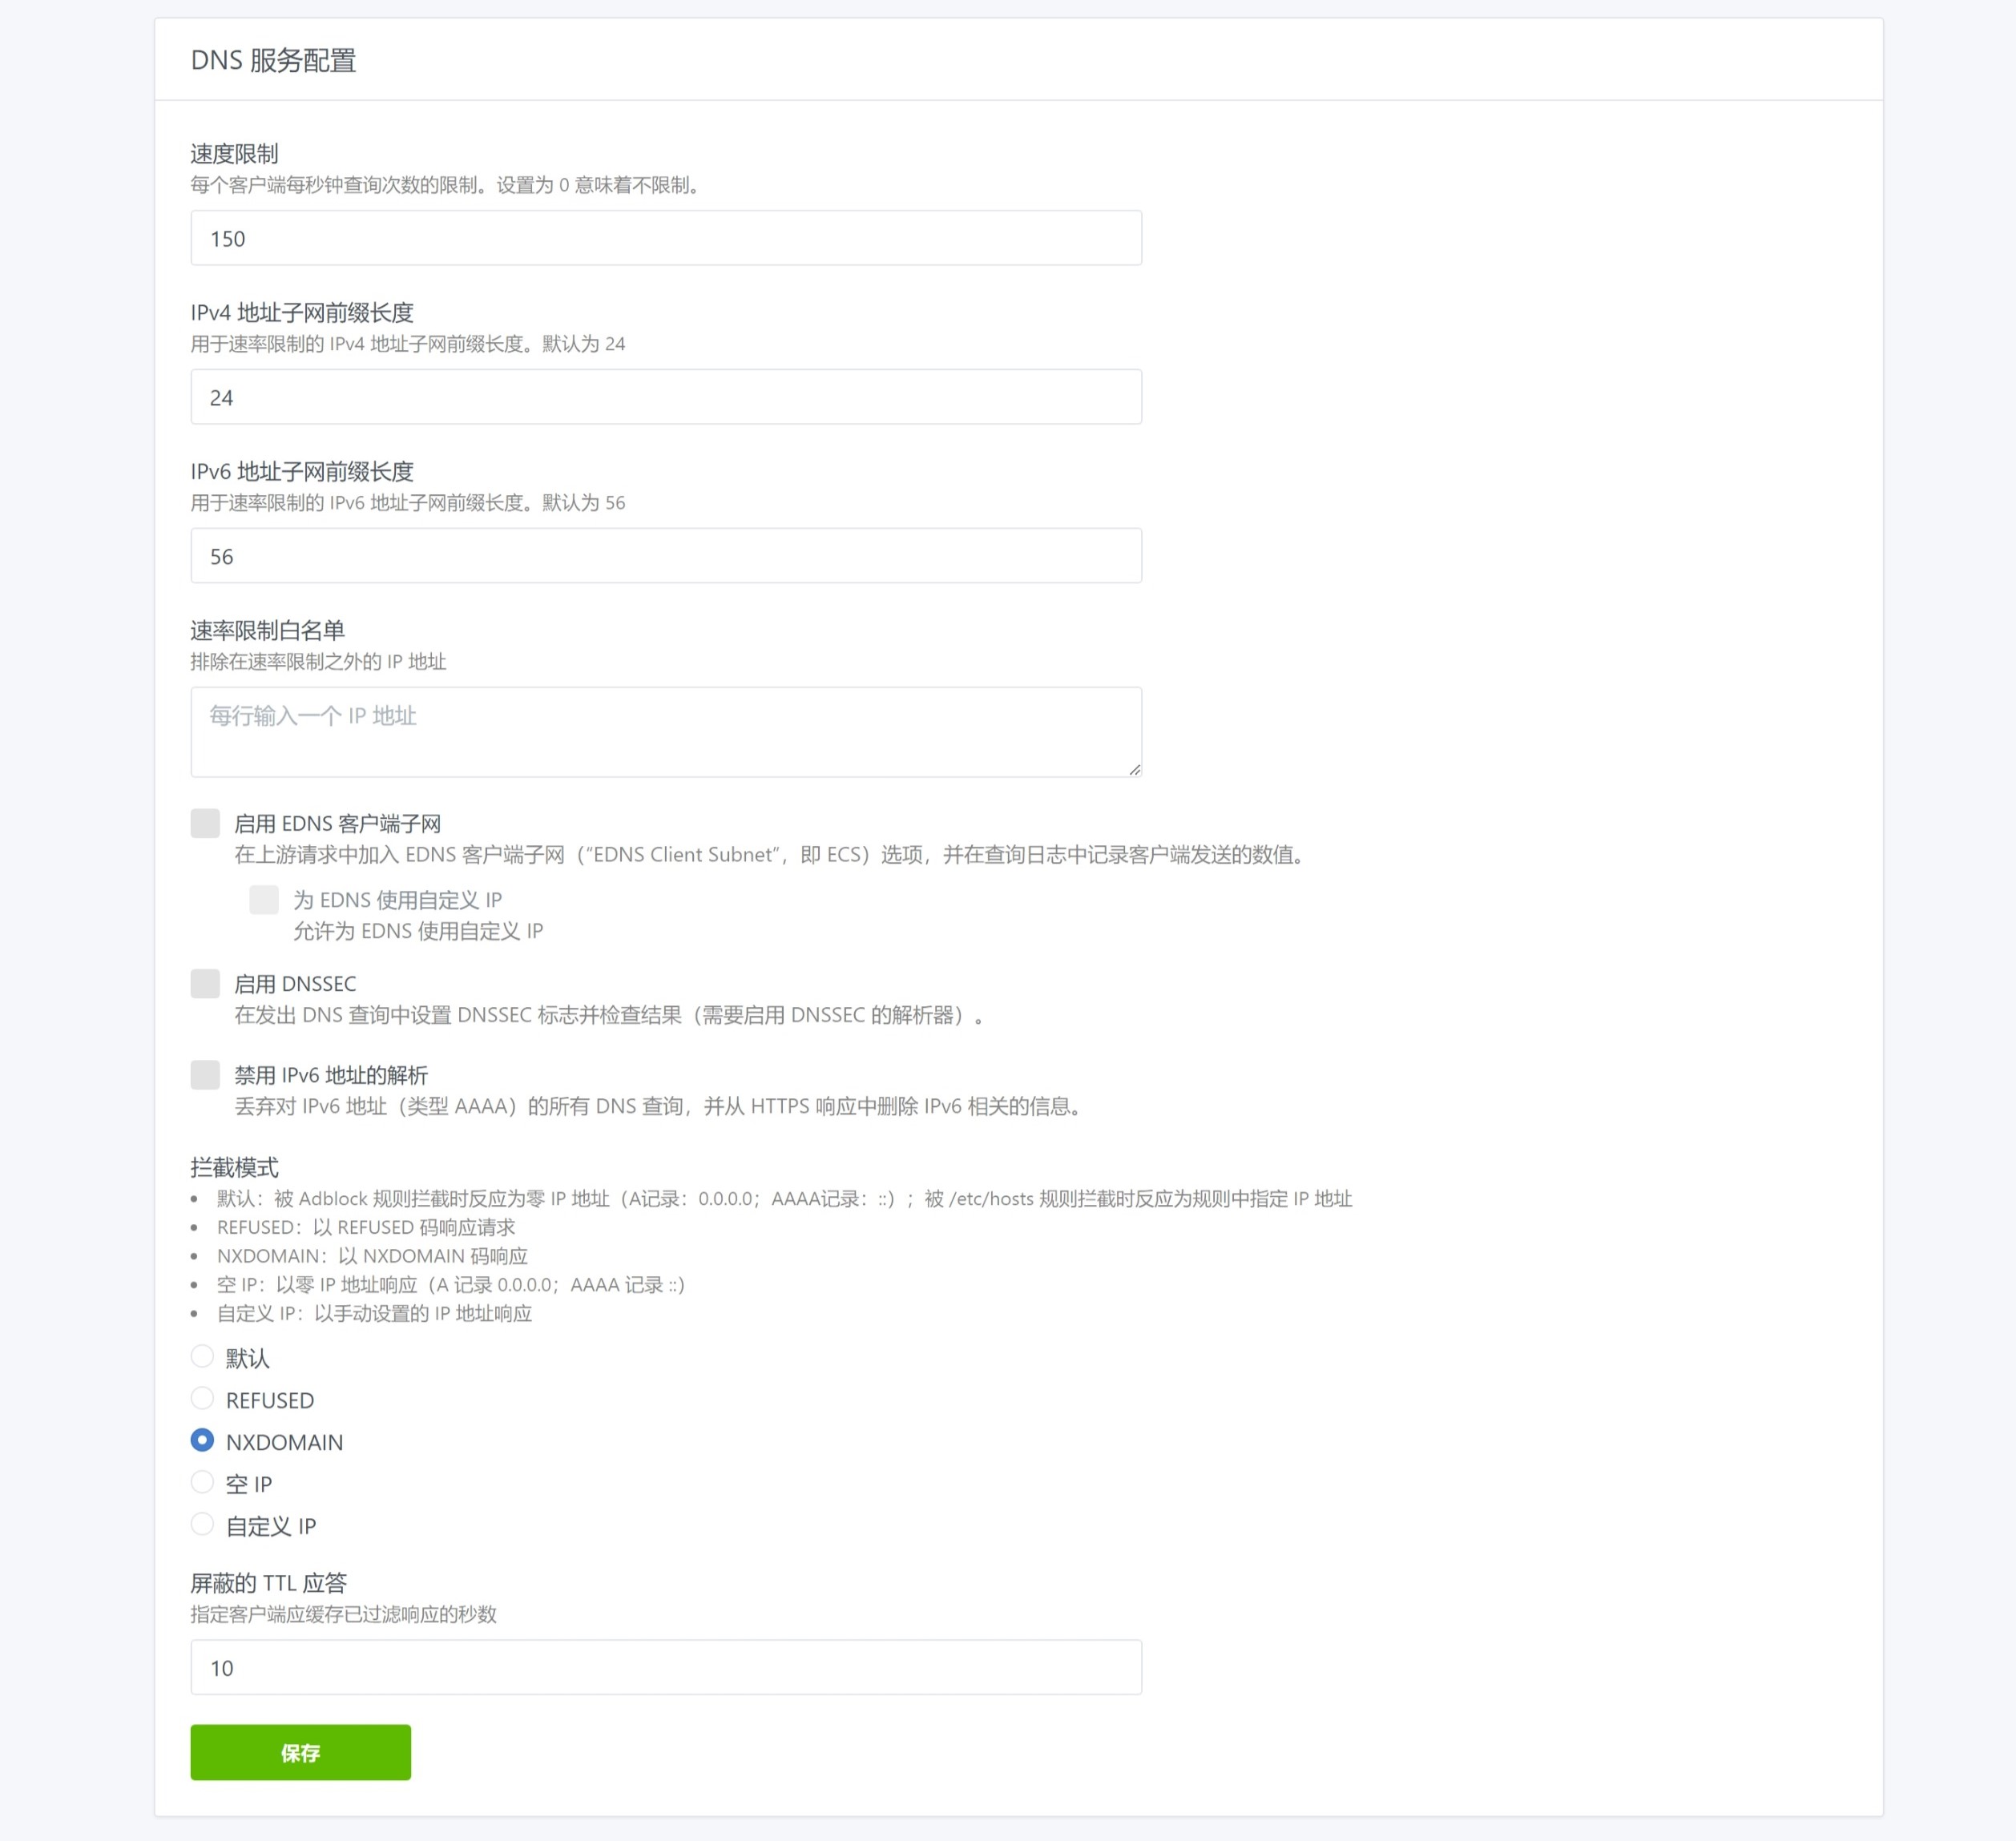 DNS 服务配置
速度限制
每个客户端每秒钟查询次数的限制。设置为 0 意味着不限制。
150
IPv4 地址子网前缀长度
用于速率限制的 IPv4 地址子网前缀长度。默认为 24
24
IPv6 地址子网前缀长度
用于速率限制的 IPv6 地址子网前缀长度。默认为 56
56
速率限制白名单
排除在速率限制之外的 IP 地址
每行输入一个 IP 地址
启用 EDNS 客户端子网
在上游请求中加入 EDNS 客户端子网（“EDNS Client Subnet”，即 ECS）选项，并在查询日志中记录客户端发送的数值。
为 EDNS 使用自定义 IP
允许为 EDNS 使用自定义 IP
启用 DNSSEC
在发出 DNS 查询中设置 DNSSEC 标志并检查结果（需要启用 DNSSEC 的解析器）。
禁用 IPv6 地址的解析
丢弃对 IPv6 地址（类型 AAAA）的所有 DNS 查询，并从 HTTPS 响应中删除 IPv6 相关的信息。
拦截模式
• 默认：被 Adblock 规则拦截时反应为零 IP 地址（A记录：0.0.0.0；AAAA记录：::）；被 /etc/hosts 规则拦截时反应为规则中指定 IP 地址
• REFUSED：以 REFUSED 码响应请求
• NXDOMAIN：以 NXDOMAIN 码响应
• 空 IP：以零 IP 地址响应（A 记录 0.0.0.0；AAAA 记录 ::）
• 自定义 IP：以手动设置的 IP 地址响应
默认
REFUSED
NXDOMAIN
空 IP
自定义 IP
屏蔽的 TTL 应答
指定客户端应缓存已过滤响应的秒数
10
保存